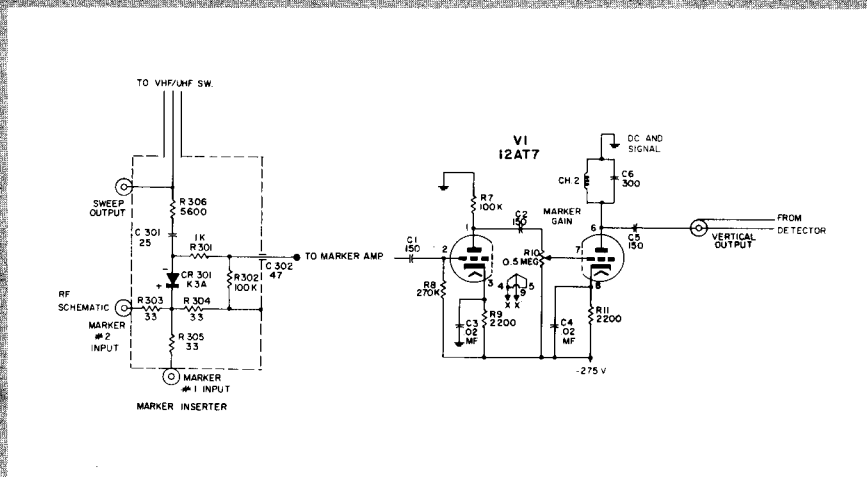 TO VHF/UHF SW.
SWEEP
OUTPUT
R 306
5600
C 301
25
1K
R301
C 302
47
TO MARKER AMP
R302
100K
CR 301
K3A
-
+
RF
SCHEMATIC
R303
33
R 304
33
MARKER
#2
INPUT
R 305
33
MARKER
#1 INPUT
MARKER INSERTER
V1
12AT7
DC AND
SIGNAL
CH.2
C6
300
R7
100K
C2
150
MARKER
GAIN
1
6
C1
150
2
R10
0.5 MEG
7
C5
150
FROM
DETECTOR
VERTICAL
OUTPUT
R8
270K
3
4
5
9
X X
8
C3
.02
MF
R9
2200
C4
.02
MF
R11
2200
-275 V